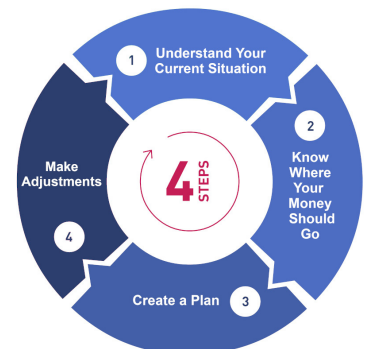 1
Understand Your
Current Situation
2
Know
Where
Your
Money
Should
Go
3
Create a Plan
4
Make
Adjustments
4
STEPS